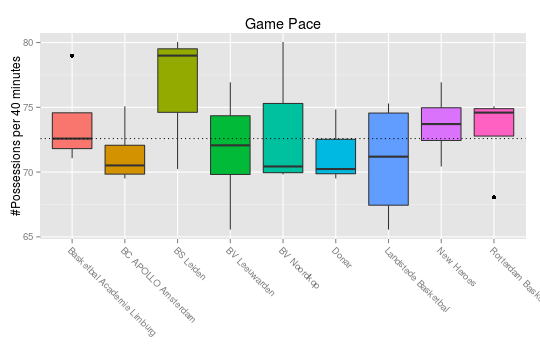 Game Pace
#Possessions per 40 minutes
80
75
70
65
Basketbal Academie Limburg
BC APOLLO Amsterdam
BS Leiden
BV Leeuwarden
BV Noordkop
Donar
Landstede Basketbal
New Heroes
Rotterdam Bask